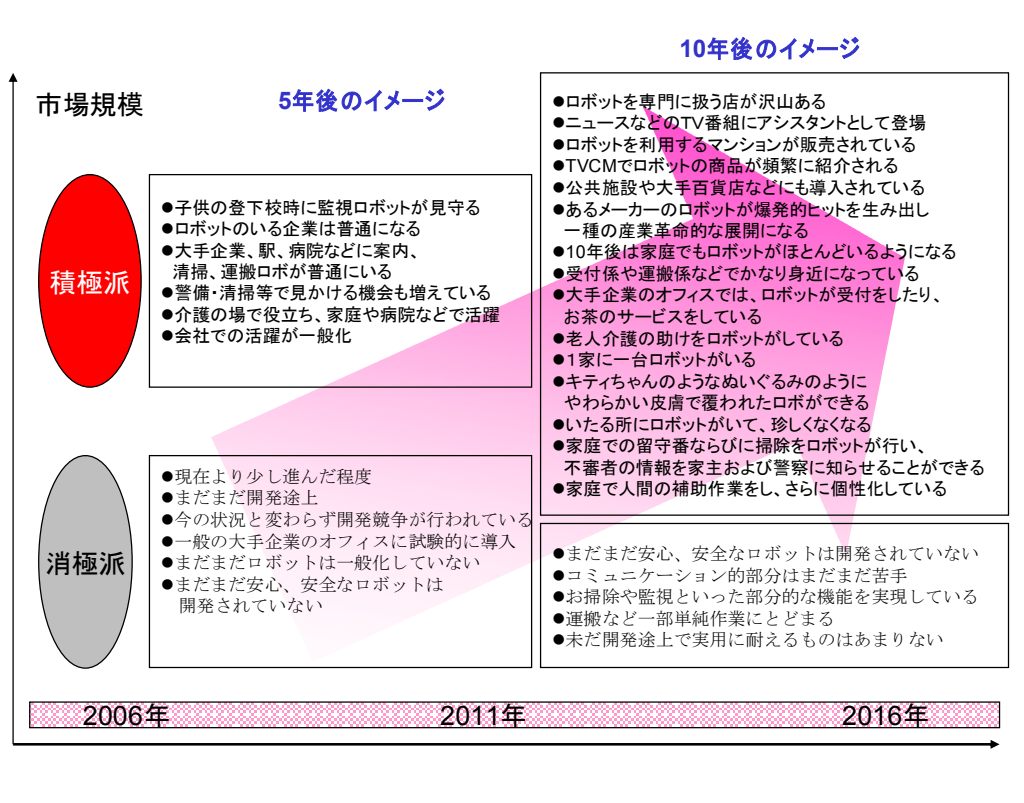 10年後のイメージ
市場規模
5年後のイメージ
積極派
●子供の登下校時に監視ロボットが見守る
●ロボットのいる企業は普通になる
●大手企業、駅、病院などに案内、
清掃、運搬ロボが普通にいる
●警備・清掃等で見かける機会も増えている
●介護の場で役立ち、家庭や病院などで活躍
●会社での活躍が一般化
●ロボットを専門に扱う店が沢山ある
●ニュースなどのTV番組にアシスタントとして登場
●ロボットを利用するマンションが販売されている
●TVCMでロボットの商品が頻繁に紹介される
●公共施設や大手百貨店などにも導入されている
●あるメーカーのロボットが爆発的ヒットを生み出し
一種の産業革命的な展開になる
●10年後は家庭でもロボットがほとんどいるようになる
●受付係や運搬係などでかなり身近になっている
●大手企業のオフィスでは、ロボットが受付をしたり、
お茶のサービスをしている
●老人介護の助けをロボットがしている
●1家に一台ロボットがいる
●キティちゃんのようなぬいぐるみのように
やわらかい皮膚で覆われたロボができる
●いたる所にロボットがいて、珍しくなくなる
●家庭での留守番ならびに掃除をロボットが行い、
不審者の情報を家主および警察に知らせることができる
●家庭で人間の補助作業をし、さらに個性化している
消極派
●現在より少し進んだ程度
●まだまだ開発途上
●今の状況と変わらず開発競争が行われている
●一般の大手企業のオフィスに試験的に導入
●まだまだロボットは一般化していない
●まだまだ安心、安全なロボットは
開発されていない
●まだまだ安心、安全なロボットは開発されていない
●コミュニケーション的部分はまだまだ苦手
●お掃除や監視といった部分的な機能を実現している
●運搬など一部単純作業にとどまる
●未だ開発途上で実用に耐えるものはあまりない
2006年
2011年
2016年